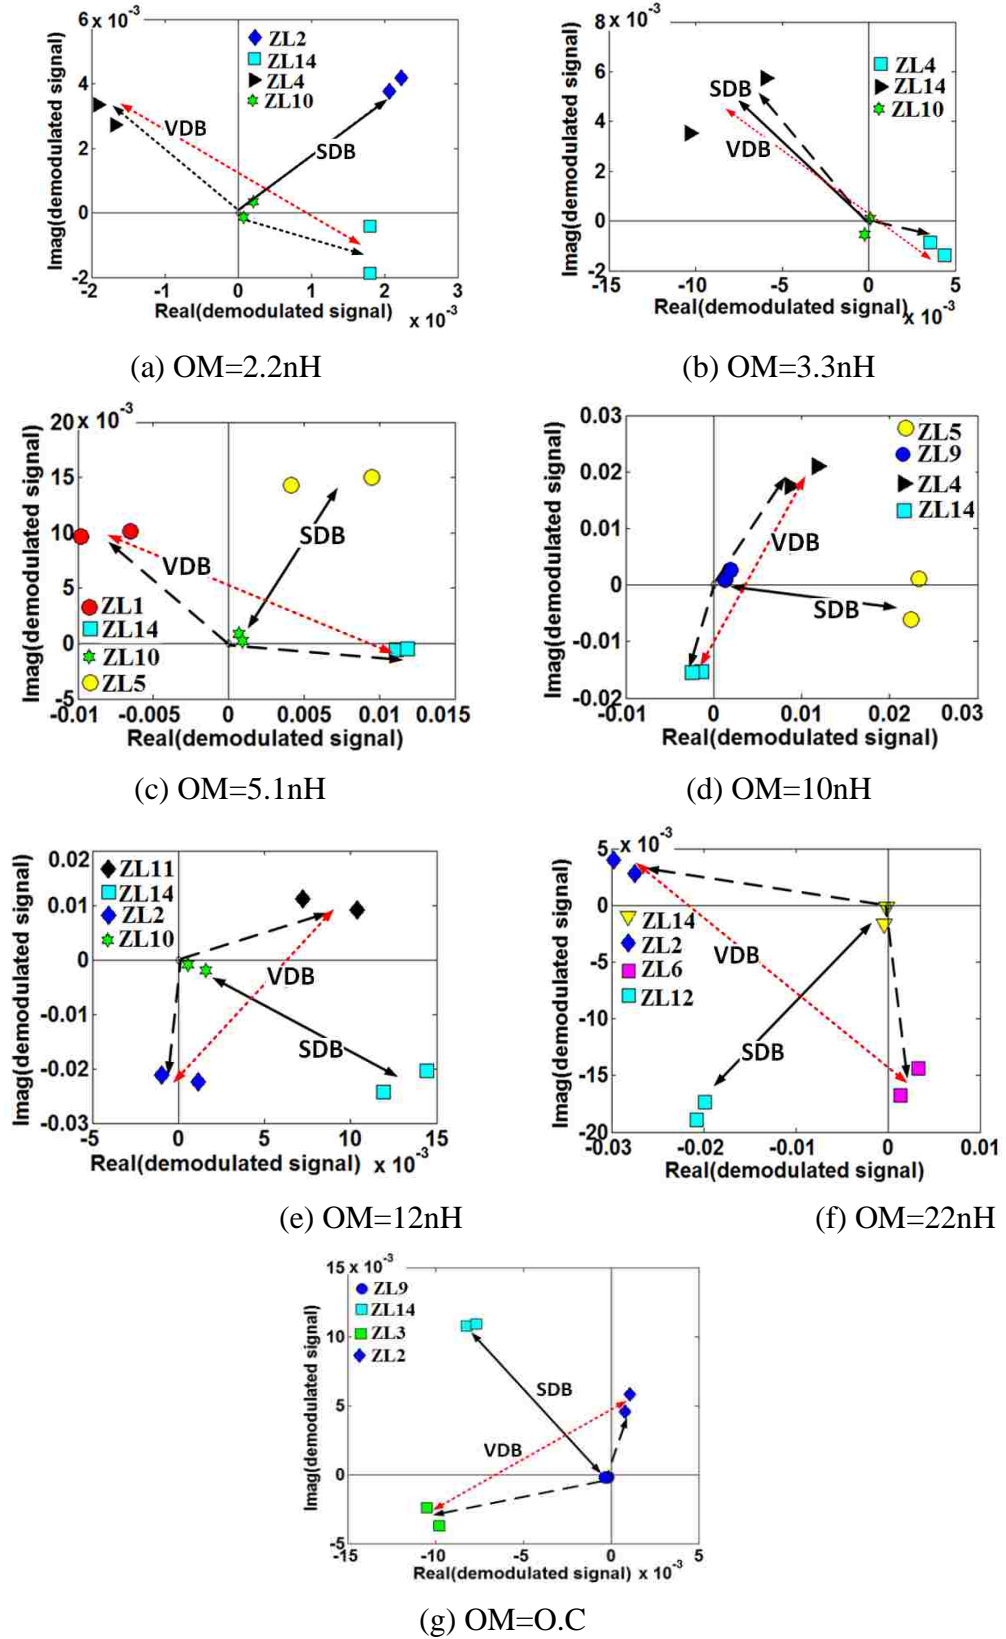 6 x 10⁻³
8 x 10⁻³
ZL2
ZL14
ZL4
ZL10
VDB
SDB
4
2
0
-2
-2
-1
0
1
2
3
Imag(demodulated signal)
Real(demodulated signal)
x 10⁻³
ZL4
ZL14
ZL10
SDB
VDB
6
4
2
0
-2
-15
-10
-5
0
5
Imag(demodulated signal)
Real(demodulated signal)
x 10⁻³
(a) OM=2.2nH
(b) OM=3.3nH
20 x 10⁻³
15
10
5
0
-5
-0.01
-0.005
0
0.005
0.01
0.015
SDB
VDB
ZL1
ZL14
ZL10
ZL5
Imag(demodulated signal)
Real(demodulated signal)
0.03
0.02
0.01
0
-0.01
-0.02
-0.01
0
0.01
0.02
0.03
ZL5
ZL9
ZL4
ZL14
VDB
SDB
Imag(demodulated signal)
Real(demodulated signal)
(c) OM=5.1nH
(d) OM=10nH
0.02
0.01
0
-0.01
-0.02
-0.03
-5
0
5
10
15
ZL11
ZL14
ZL2
ZL10
VDB
SDB
Imag(demodulated signal)
Real(demodulated signal)
x 10⁻³
5 x 10⁻³
0
-5
-10
-15
-20
-0.03
-0.02
-0.01
0
0.01
ZL14
ZL2
ZL6
ZL12
VDB
SDB
Imag(demodulated signal)
Real(demodulated signal)
(e) OM=12nH
(f) OM=22nH
15 x 10⁻³
10
5
0
-5
-15
-10
-5
0
5
ZL9
ZL14
ZL3
ZL2
SDB
VDB
Imag(demodulated signal)
Real(demodulated signal)
x 10⁻³
(g) OM=O.C